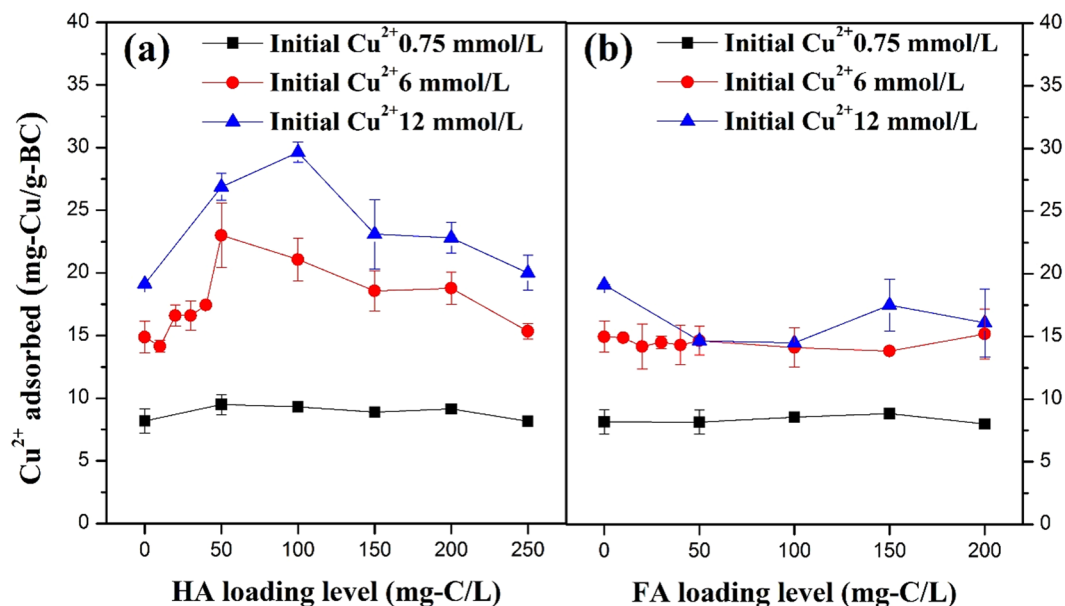 (a)
Initial Cu²⁺0.75 mmol/L
Initial Cu²⁺6 mmol/L
Initial Cu²⁺12 mmol/L
Cu²⁺ adsorbed (mg-Cu/g-BC)
40
35
30
25
20
15
10
5
0
0 50 100 150 200 250
HA loading level (mg-C/L)
(b)
Initial Cu²⁺0.75 mmol/L
Initial Cu²⁺6 mmol/L
Initial Cu²⁺12 mmol/L
40
35
30
25
20
15
10
5
0
0 50 100 150 200
FA loading level (mg-C/L)